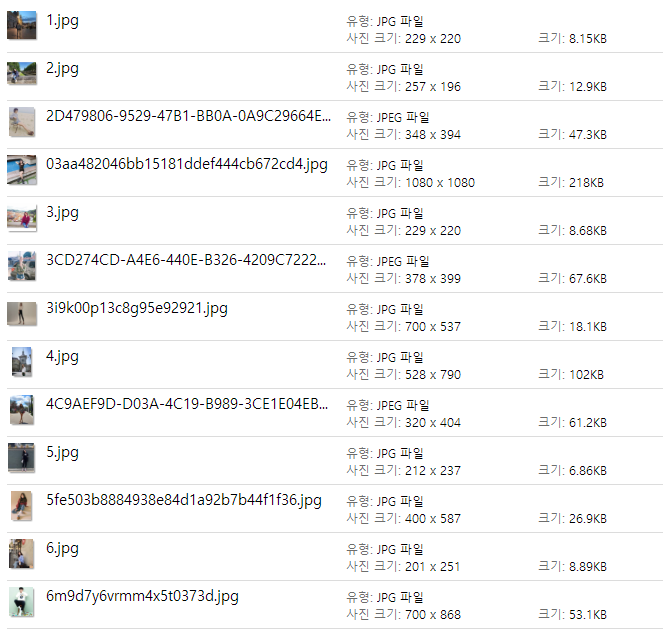 1.jpg
유형: JPG 파일
사진 크기: 229 x 220
크기: 8.15KB
2.jpg
유형: JPG 파일
사진 크기: 257 x 196
크기: 12.9KB
2D479806-9529-47B1-BB0A-0A9C29664E...
유형: JPEG 파일
사진 크기: 348 x 394
크기: 47.3KB
03aa482046bb15181ddef444cb672cd4.jpg
유형: JPG 파일
사진 크기: 1080 x 1080
크기: 218KB
3.jpg
유형: JPG 파일
사진 크기: 229 x 220
크기: 8.68KB
3CD274CD-A4E6-440E-B326-4209C7222...
유형: JPEG 파일
사진 크기: 378 x 399
크기: 67.6KB
3i9k00p13c8g95e92921.jpg
유형: JPG 파일
사진 크기: 700 x 537
크기: 18.1KB
4.jpg
유형: JPG 파일
사진 크기: 528 x 790
크기: 102KB
4C9AEF9D-D03A-4C19-B989-3CE1E04EB...
유형: JPEG 파일
사진 크기: 320 x 404
크기: 61.2KB
5.jpg
유형: JPG 파일
사진 크기: 212 x 237
크기: 6.86KB
5fe503b8884938e84d1a92b7b44f1f36.jpg
유형: JPG 파일
사진 크기: 400 x 587
크기: 26.9KB
6.jpg
유형: JPG 파일
사진 크기: 201 x 251
크기: 8.89KB
6m9d7y6vrmm4x5t0373d.jpg
유형: JPG 파일
사진 크기: 700 x 868
크기: 53.1KB